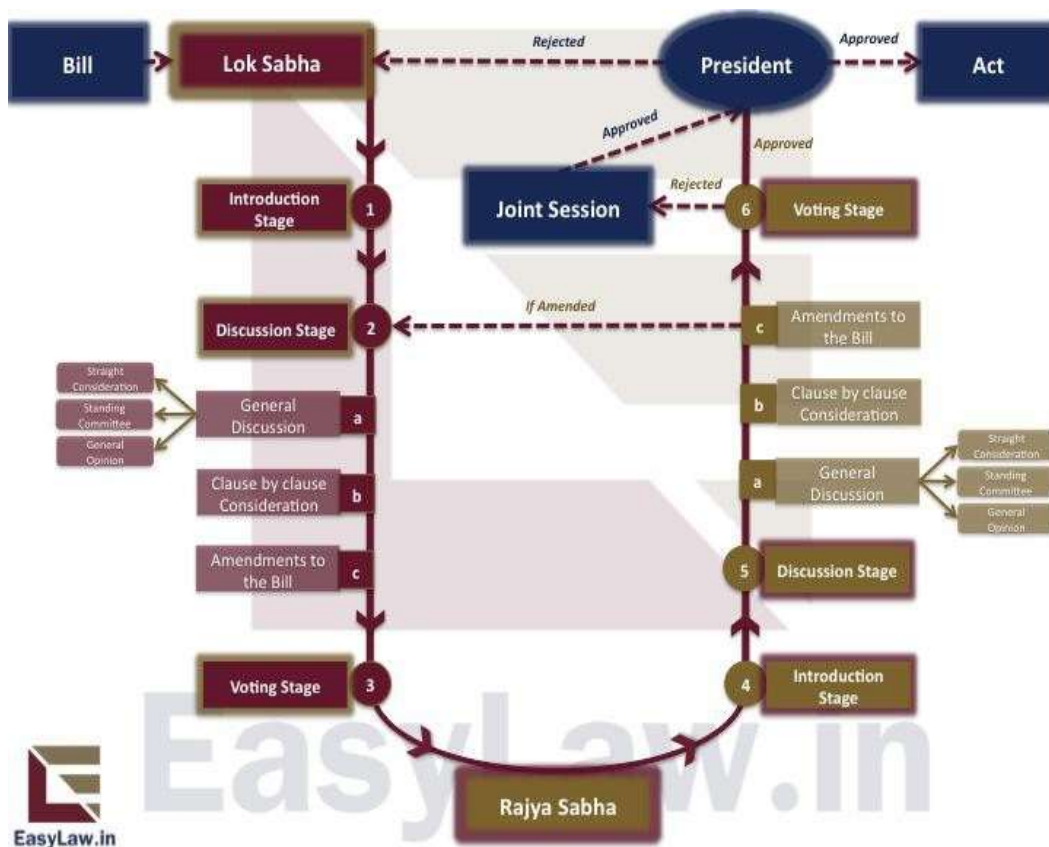 Bill
Lok Sabha
Rejected
President
Approved
Act
Approved
Approved
Introduction
Stage
1
Joint Session
Rejected
6
Voting Stage
Discussion Stage
2
If Amended
c
Amendments to
the Bill
Straight
Consideration
Standing
Committee
General
Opinion
General
Discussion
a
b
Clause by clause
Consideration
Clause by clause
Consideration
b
a
General
Discussion
Straight
Consideration
Standing
Committee
General
Opinion
Amendments to
the Bill
c
5
Discussion Stage
Voting Stage
3
4
Introduction
Stage
EasyLaw.in
Rajya Sabha
EasyLaw.in